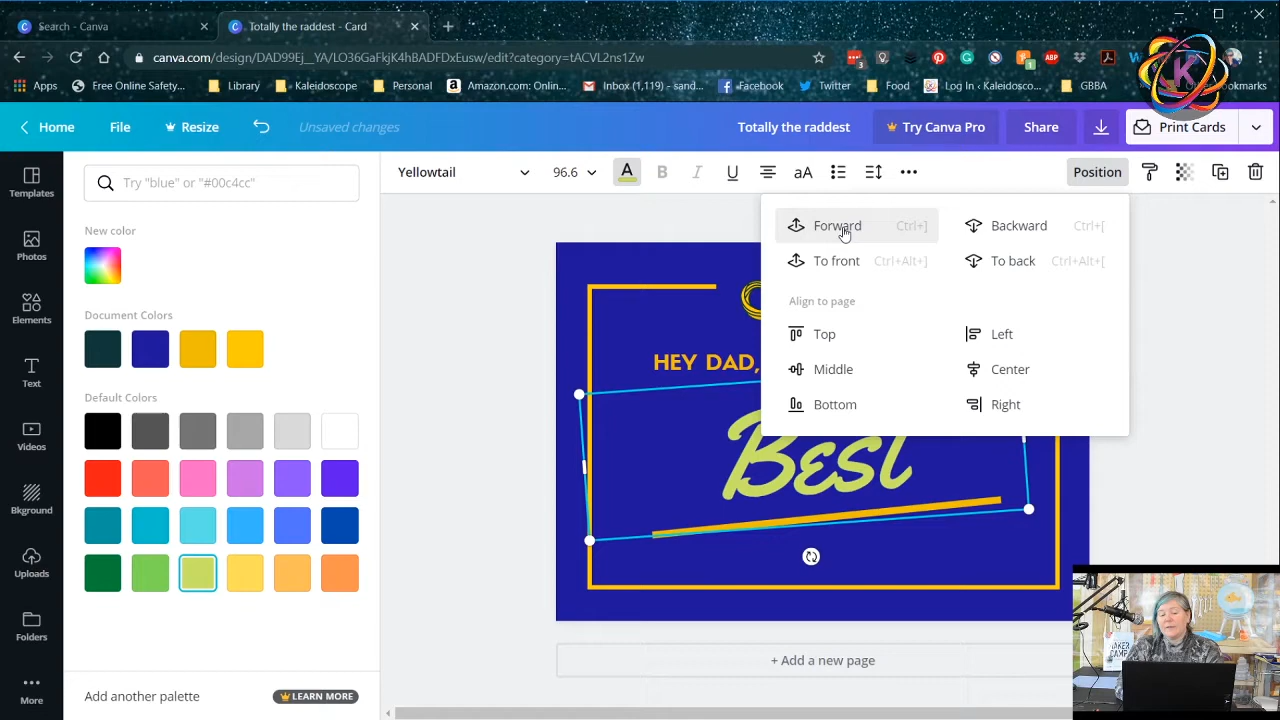 Search - Canva
Totally the raddest - Card
canva.com/design/DAD99Ej__YA/LO36GaFkjK4hBADFDxEusw/edit?category=tACVL2ns1Zw
Apps
Free Online Safety...
Library
Kaleidoscope
Personal
Amazon.com: Onlin...
Inbox (1,119) - sand...
Facebook
Twitter
Food
Log In ‹ Kaleidosco...
GBBA
Bookmarks
K
Home
File
Resize
Unsaved changes
Totally the raddest
Try Canva Pro
Share
Print Cards
Templates
Photos
Elements
Text
Videos
Bkground
Uploads
Folders
More
Try "blue" or "#00c4cc"
New color
Document Colors
Default Colors
Add another palette
LEARN MORE
Yellowtail
96.6
A
B
I
U
aA
Position
Forward Ctrl+]
Backward Ctrl+[
To front Ctrl+Alt+]
To back Ctrl+Alt+[
Align to page
Top
Left
Middle
Center
Bottom
Right
HEY DAD,
Best
+ Add a new page
MAKER
CAMP